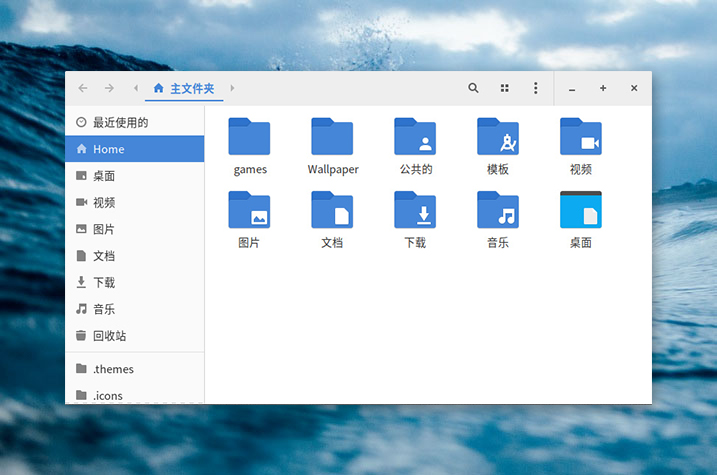 主文件夹
最近使用的
Home
桌面
视频
图片
文档
下载
音乐
回收站
.themes
.icons
games
Wallpaper
公共的
模板
视频
图片
文档
下载
音乐
桌面